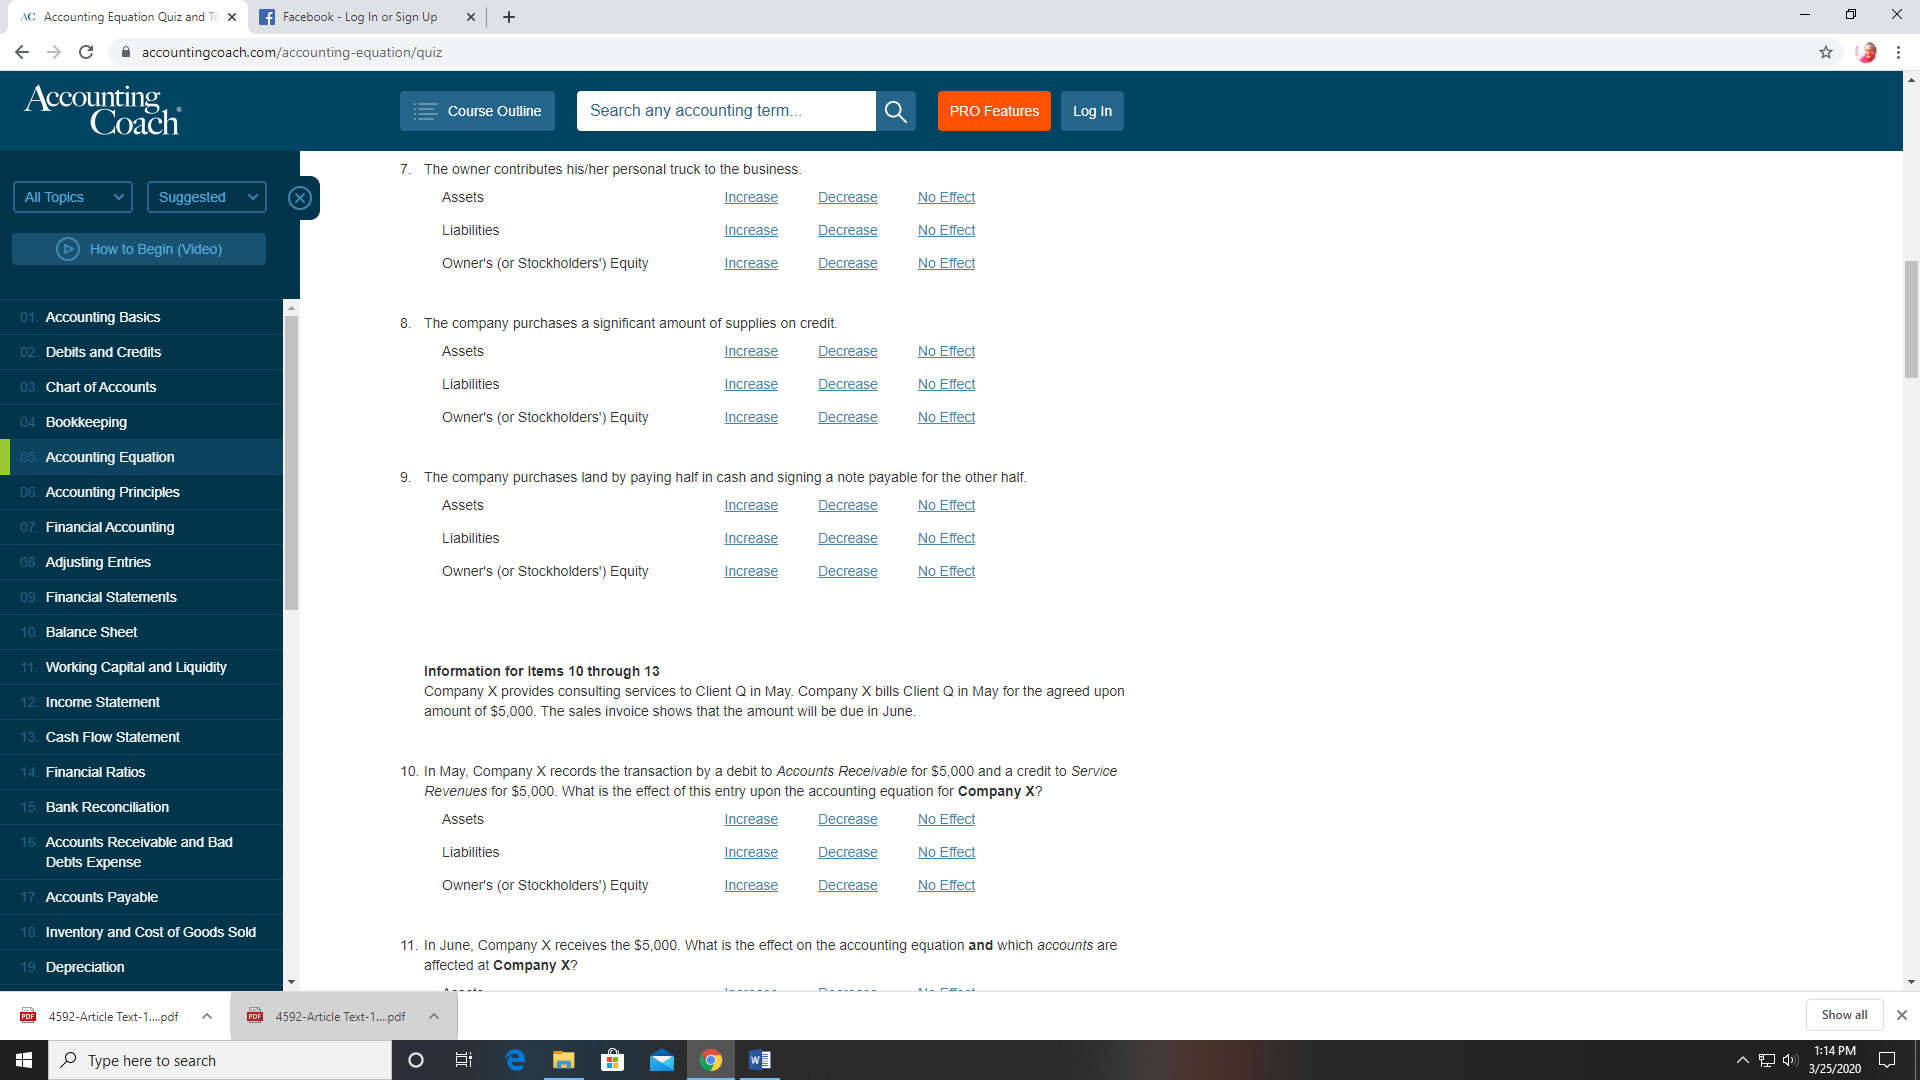 Accounting Equation Quiz and Te
Facebook - Log In or Sign Up
accountingcoach.com/accounting-equation/quiz
Accounting Coach
Course Outline
Search any accounting term...
PRO Features
Log In
All Topics
Suggested
How to Begin (Video)
01. Accounting Basics
02. Debits and Credits
03. Chart of Accounts
04. Bookkeeping
05. Accounting Equation
06. Accounting Principles
07. Financial Accounting
08. Adjusting Entries
09. Financial Statements
10. Balance Sheet
11. Working Capital and Liquidity
12. Income Statement
13. Cash Flow Statement
14. Financial Ratios
15. Bank Reconciliation
16. Accounts Receivable and Bad
Debts Expense
17. Accounts Payable
18. Inventory and Cost of Goods Sold
19. Depreciation
7. The owner contributes his/her personal truck to the business.
Assets Increase Decrease No Effect
Liabilities Increase Decrease No Effect
Owner's (or Stockholders') Equity Increase Decrease No Effect
8. The company purchases a significant amount of supplies on credit.
Assets Increase Decrease No Effect
Liabilities Increase Decrease No Effect
Owner's (or Stockholders') Equity Increase Decrease No Effect
9. The company purchases land by paying half in cash and signing a note payable for the other half.
Assets Increase Decrease No Effect
Liabilities Increase Decrease No Effect
Owner's (or Stockholders') Equity Increase Decrease No Effect
Information for Items 10 through 13
Company X provides consulting services to Client Q in May. Company X bills Client Q in May for the agreed upon
amount of $5,000. The sales invoice shows that the amount will be due in June.
10. In May, Company X records the transaction by a debit to Accounts Receivable for $5,000 and a credit to Service
Revenues for $5,000. What is the effect of this entry upon the accounting equation for Company X?
Assets Increase Decrease No Effect
Liabilities Increase Decrease No Effect
Owner's (or Stockholders') Equity Increase Decrease No Effect
11. In June, Company X receives the $5,000. What is the effect on the accounting equation and which accounts are
affected at Company X?
Assets Increase Decrease No Effect
4592-Article Text-1....pdf
4592-Article Text-1....pdf
Show all
Type here to search
1:14 PM
3/25/2020